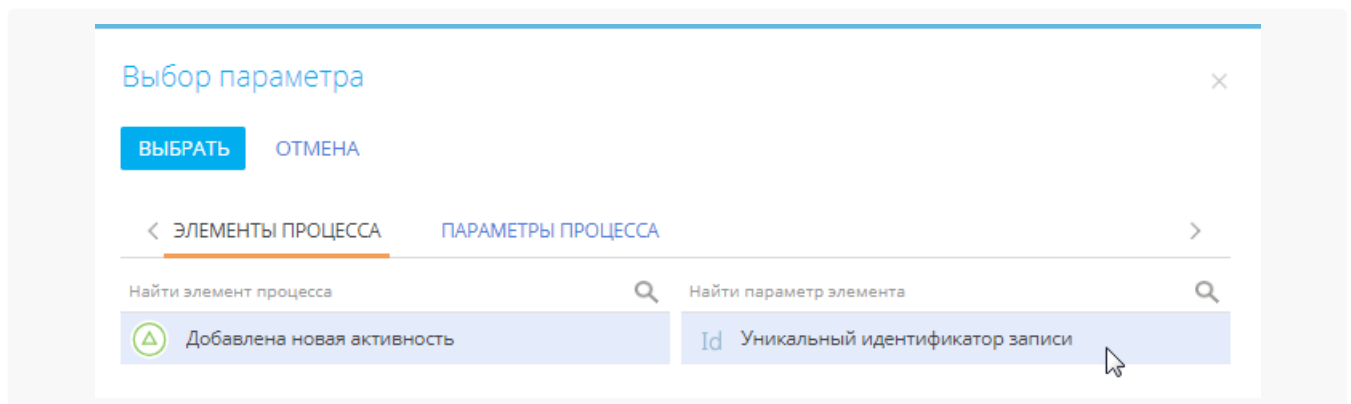 Выбор параметра
ВЫБРАТЬ ОТМЕНА
ЭЛЕМЕНТЫ ПРОЦЕССА ПАРАМЕТРЫ ПРОЦЕССА
Найти элемент процесса Найти параметр элемента
Добавлена новая активность Id Уникальный идентификатор записи